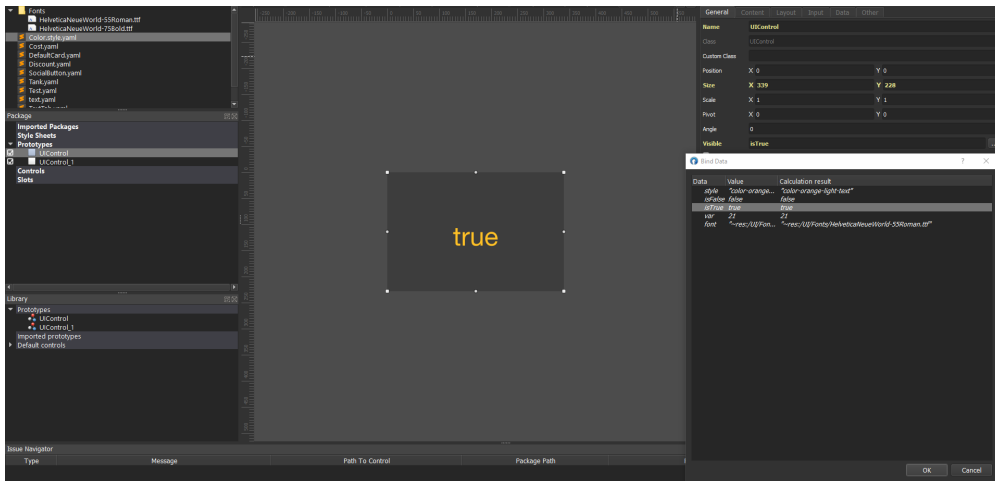 Fonts
HelveticaNeueWorld-55Roman.ttf
HelveticaNeueWorld-75Bold.ttf
Color.style.yaml
Cost.yaml
DefaultCard.yaml
Discount.yaml
SocialButton.yaml
Tank.yaml
Test.yaml
text.yaml
Package
Imported Packages
Style Sheets
Prototypes
UIControl
UIControl_1
Controls
Slots
Library
Prototypes
UIControl
UIControl_1
Imported prototypes
Default controls
true
General Content Layout Input Data Other
Name UIControl
Class UIControl
Custom Class
Position X 0 Y 0
Size X 339 Y 228
Scale X 1 Y 1
Pivot X 0 Y 0
Angle 0
Visible isTrue ...
Bind Data ?
Data Value Calculation result
style "color-orange... "color-orange-light-text"
isFalse false false
isTrue true true
var 21 21
font "~res:/UI/Fon... "~res:/UI/Fonts/HelveticaNeueWorld-55Roman.ttf"
OK Cancel
Issue Navigator
Type Message Path To Control Package Path